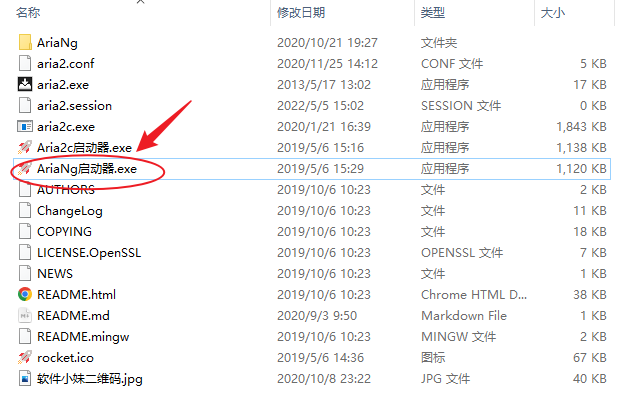 名称 修改日期 类型 大小
AriaNg 2020/10/21 19:27 文件夹
aria2.conf 2020/11/25 14:12 CONF 文件 5 KB
aria2.exe 2013/5/17 13:02 应用程序 17 KB
aria2.session 2022/5/5 15:02 SESSION 文件 0 KB
aria2c.exe 2020/1/21 16:39 应用程序 1,843 KB
Aria2c启动器.exe 2019/5/6 15:16 应用程序 1,138 KB
AriaNg启动器.exe 2019/5/6 15:29 应用程序 1,120 KB
AUTHORS 2019/10/6 10:23 文件 2 KB
ChangeLog 2019/10/6 10:23 文件 11 KB
COPYING 2019/10/6 10:23 文件 18 KB
LICENSE.OpenSSL 2019/10/6 10:23 OPENSSL 文件 7 KB
NEWS 2019/10/6 10:23 文件 1 KB
README.html 2019/10/6 10:23 Chrome HTML D... 38 KB
README.md 2020/9/3 9:50 Markdown File 1 KB
README.mingw 2019/10/6 10:23 MINGW 文件 2 KB
rocket.ico 2019/5/6 14:36 图标 67 KB
软件小妹二维码.jpg 2020/10/8 23:22 JPG 文件 40 KB